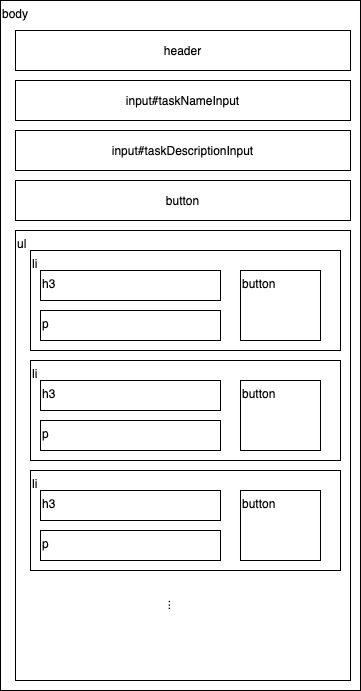 body
header
input#taskNameInput
input#taskDescriptionInput
button
ul
li
h3
button
p
li
h3
button
p
li
h3
button
p
⋮